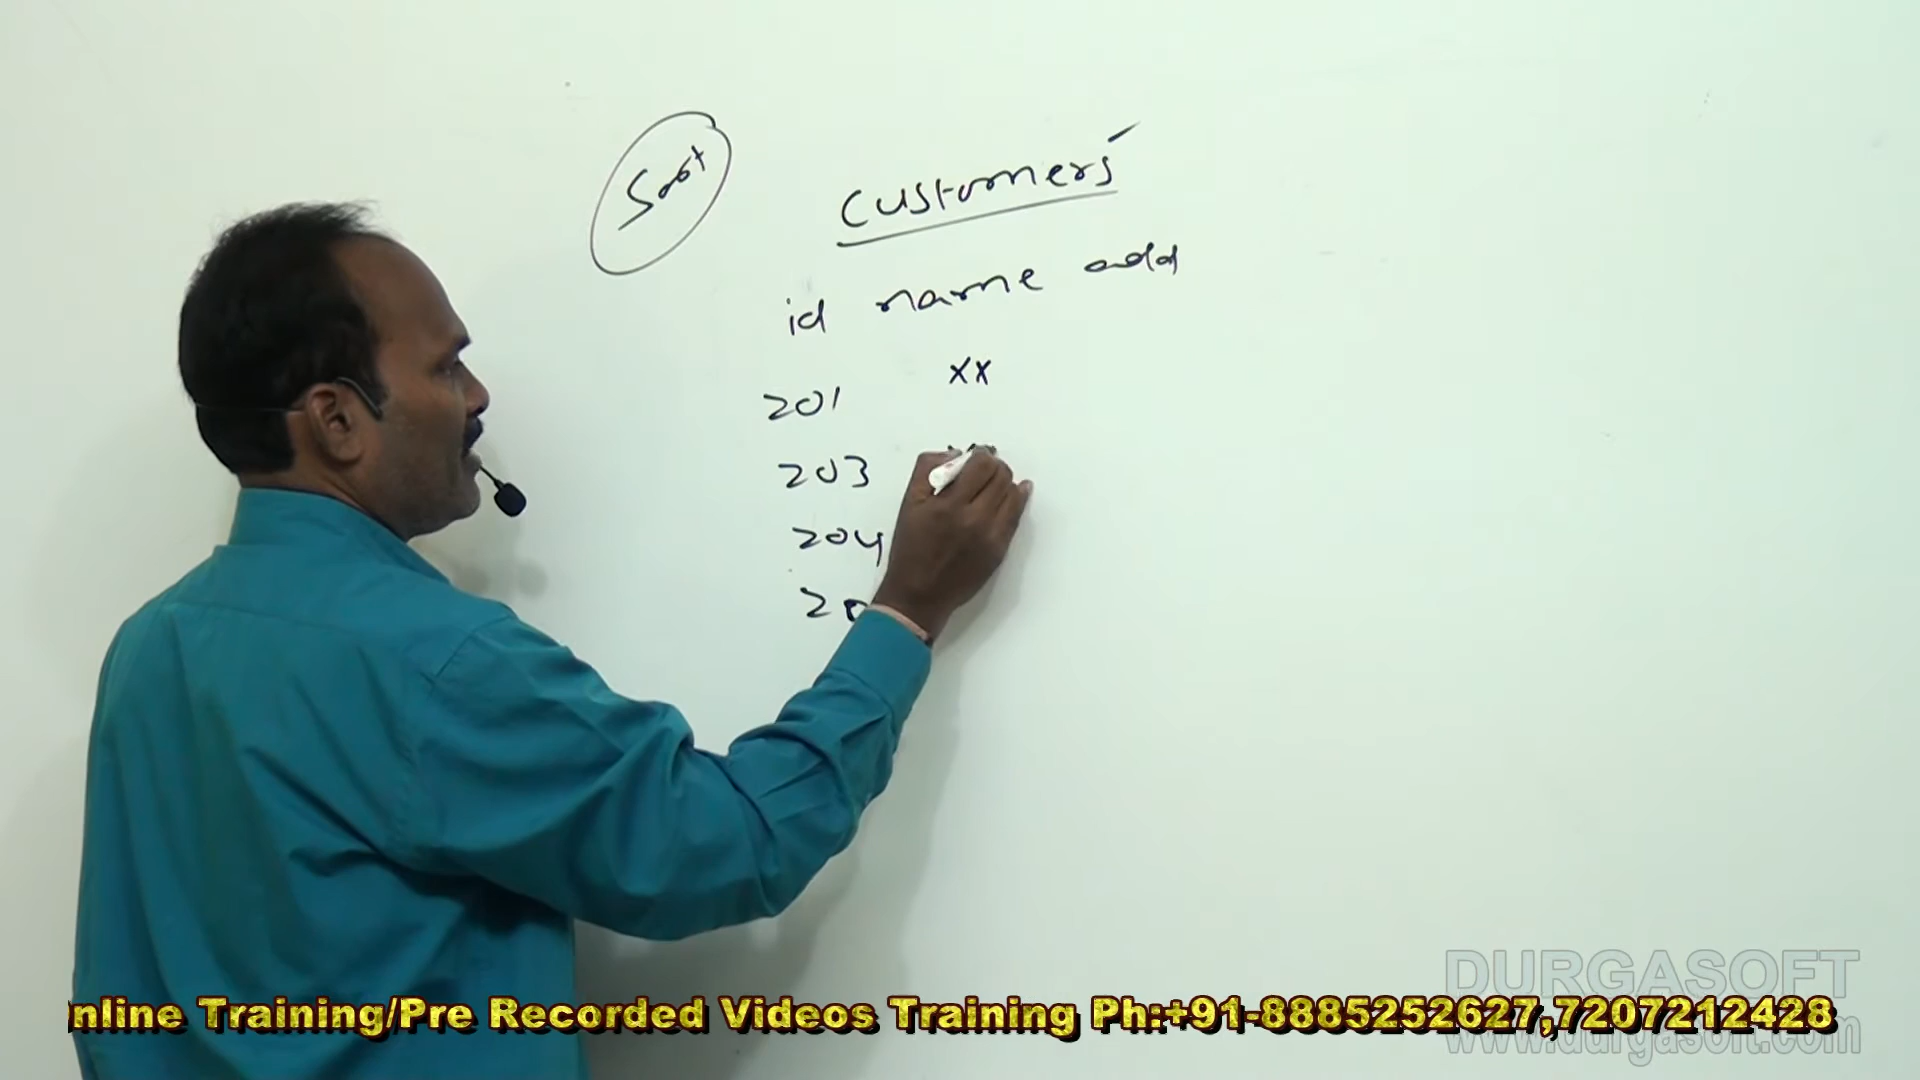 Customers
id name add
201 xx
203
204
20
DURGASOFT
nline Training/Pre Recorded Videos Training Ph:+91-8885252627,7207212428
www.durgasoft.com